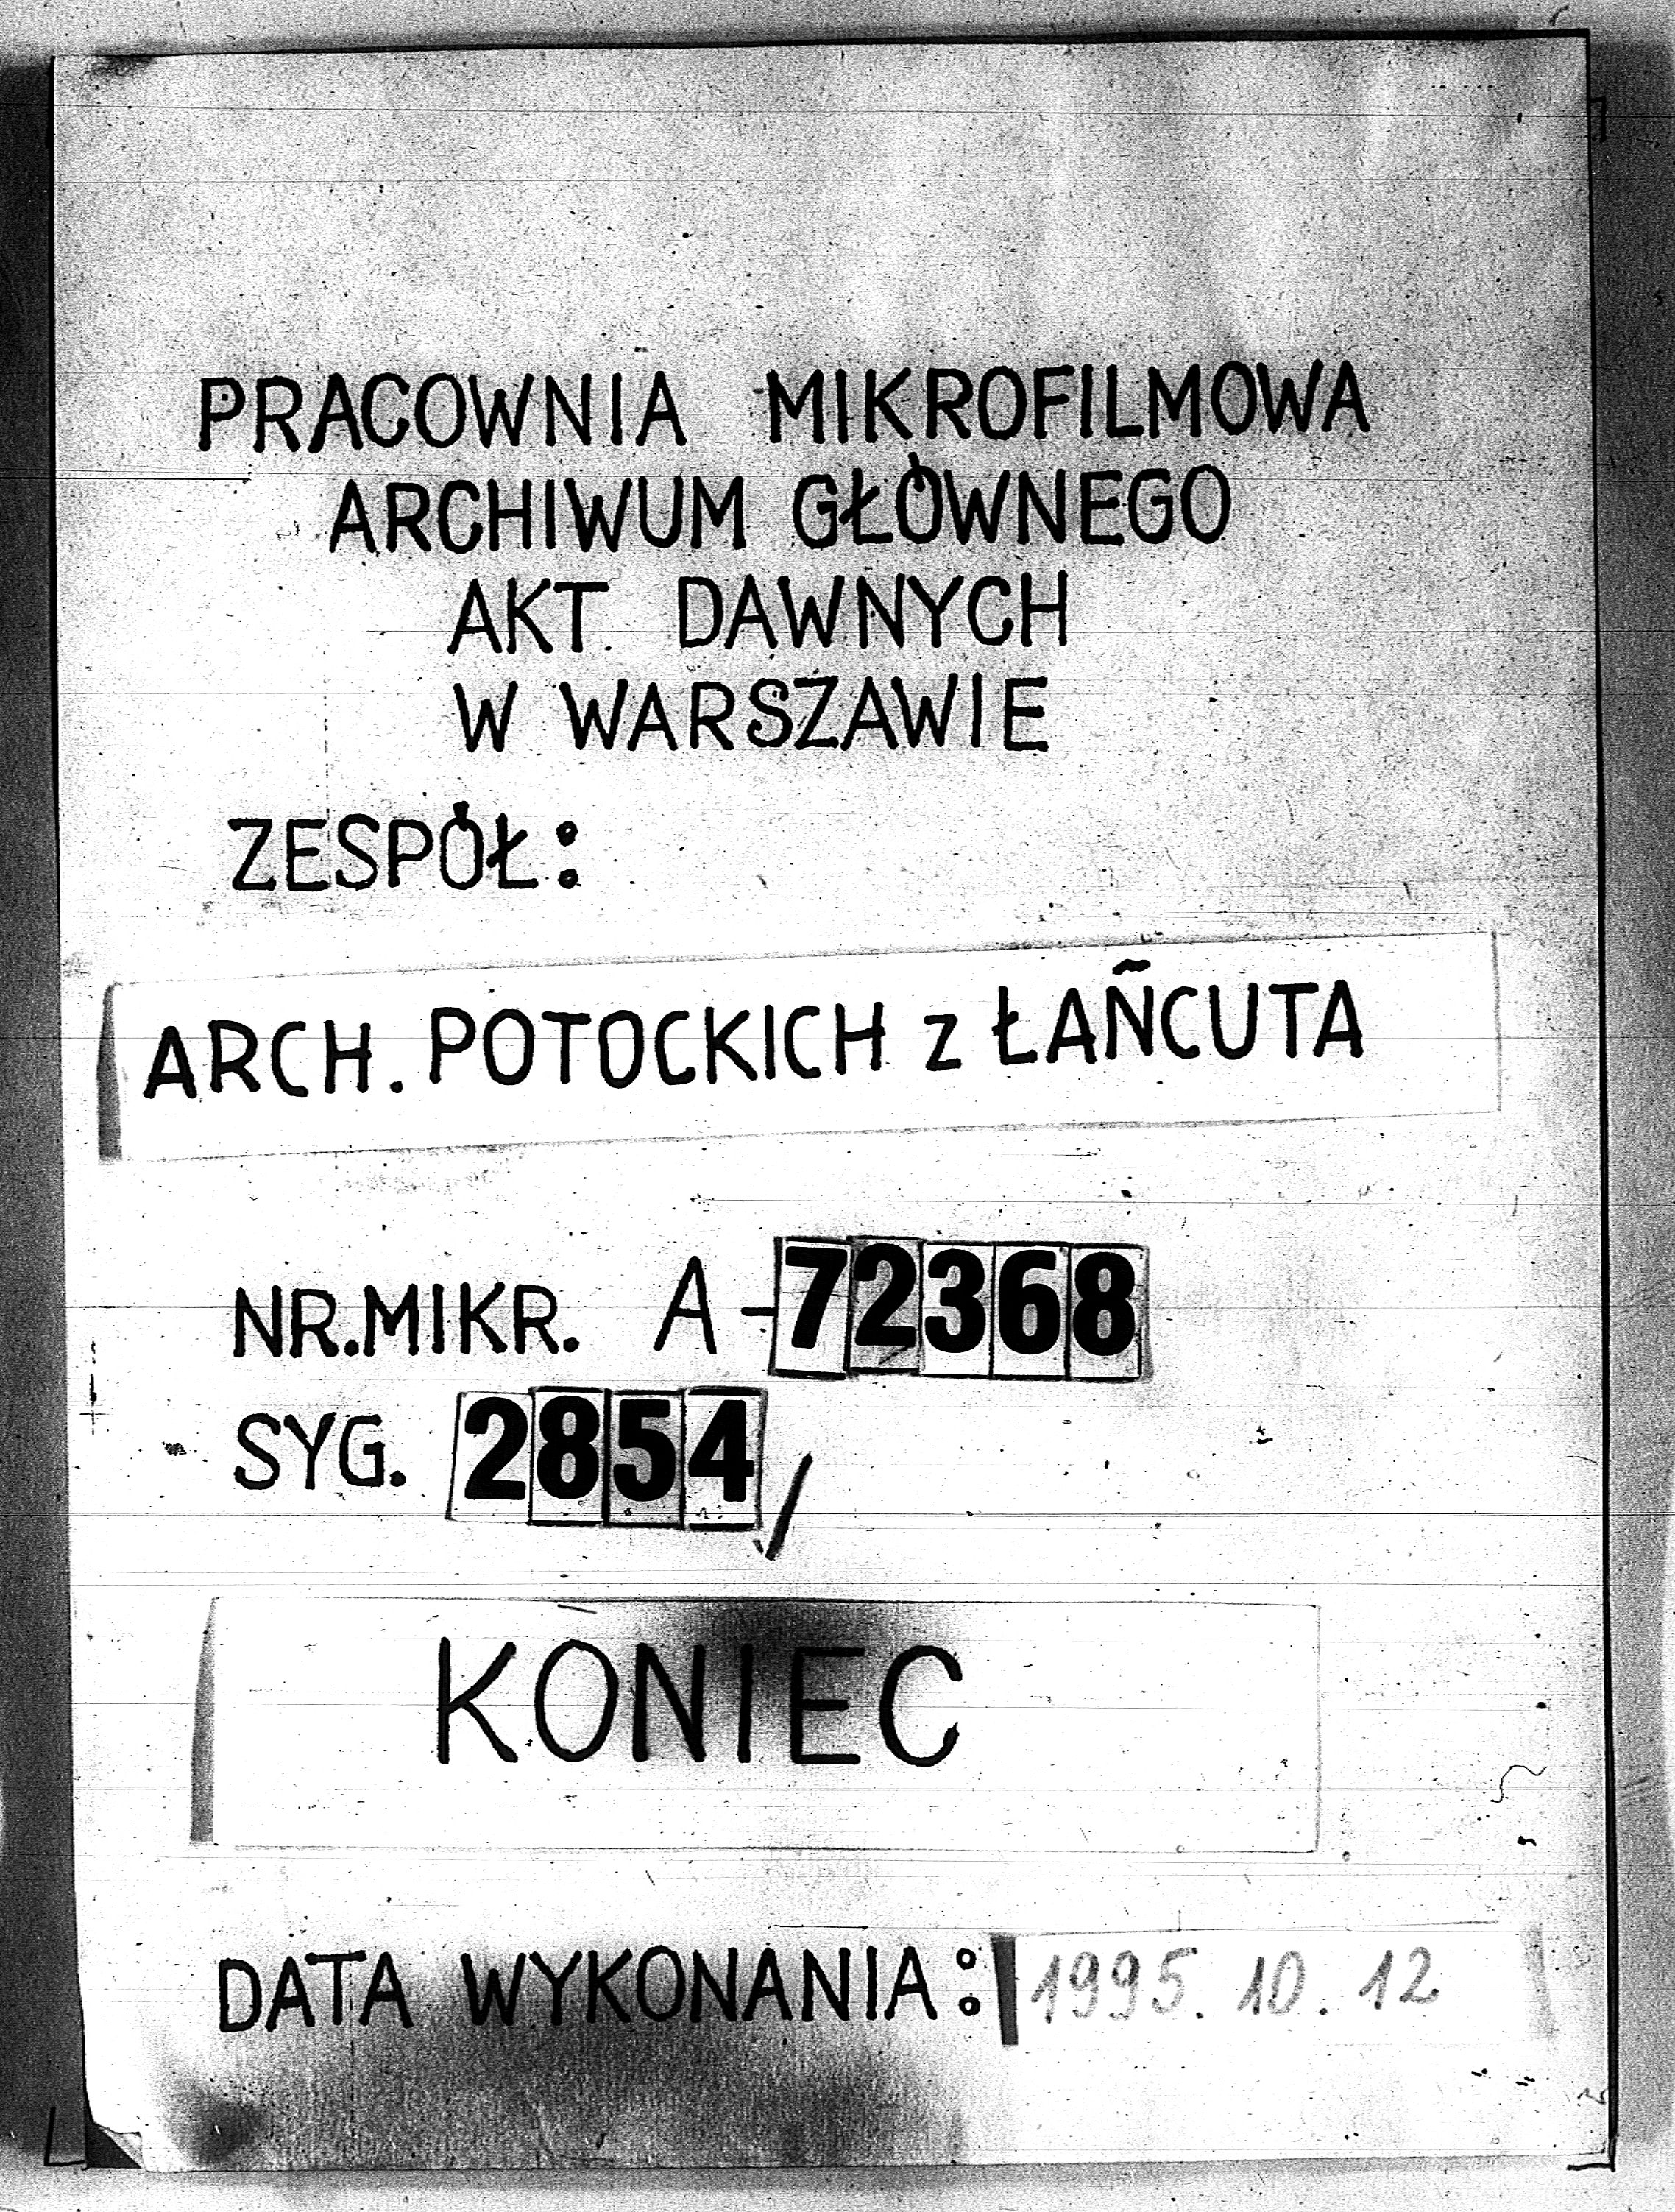 PRACOWNIA MIKROFILMOWA
ARCHIWUM GŁÓWNEGO
AKT DAWNYCH
W WARSZAWIE
ZESPÓŁ:
ARCH. POTOCKICH z ŁAŃCUTA
NR.MIKR. A-72368
SYG. 2854/
KONIEC
DATA WYKONANIA: 1995.10.12